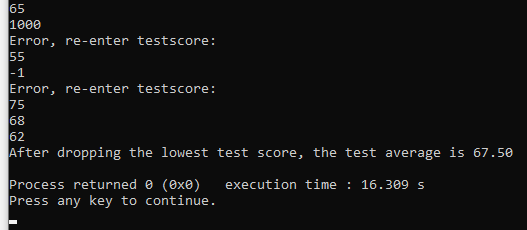 65
1000
Error, re-enter testscore:
55
-1
Error, re-enter testscore:
75
68
62
After dropping the lowest test score, the test average is 67.50
Process returned 0 (0x0)   execution time : 16.309 s
Press any key to continue.